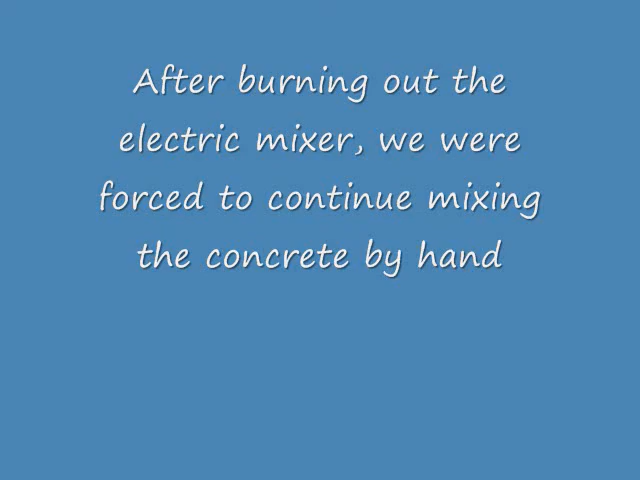 After burning out the
electric mixer, we were
forced to continue mixing
the concrete by hand